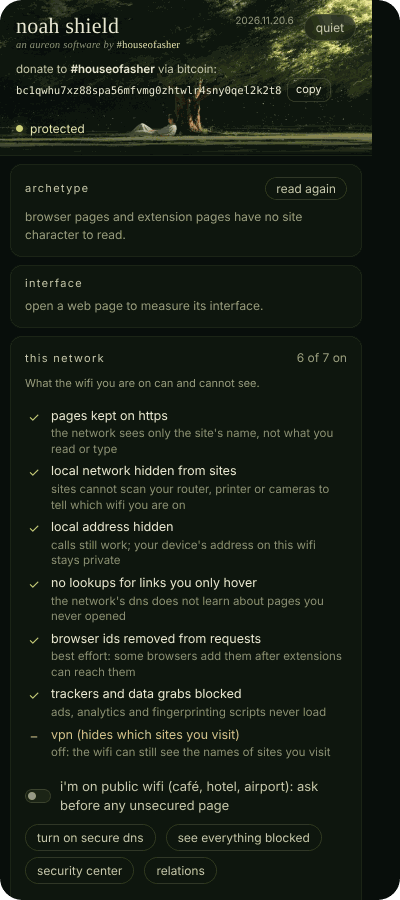 noah shield
2026.11.20.6
quiet
an aureon software by #houseofasher
donate to #houseofasher via bitcoin:
bc1qwhu7xz88spa56mfvmg0zhtwlr4sny0qel2k2t8
copy
protected
archetype
read again
browser pages and extension pages have no site
character to read.
interface
open a web page to measure its interface.
this network
6 of 7 on
What the wifi you are on can and cannot see.
pages kept on https
the network sees only the site's name, not what you
read or type
local network hidden from sites
sites cannot scan your router, printer or cameras to
tell which wifi you are on
local address hidden
calls still work; your device's address on this wifi
stays private
no lookups for links you only hover
the network's dns does not learn about pages you
never opened
browser ids removed from requests
best effort: some browsers add them after extensions
can reach them
trackers and data grabs blocked
ads, analytics and fingerprinting scripts never load
vpn (hides which sites you visit)
off: the wifi can still see the names of sites you visit
i'm on public wifi (café, hotel, airport): ask
before any unsecured page
turn on secure dns
see everything blocked
security center
relations